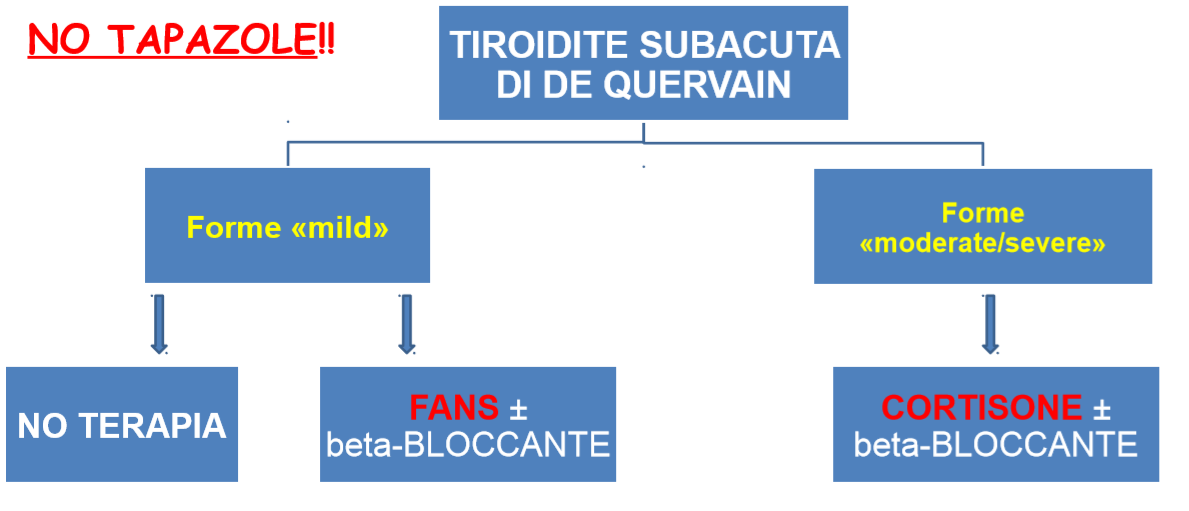 NO TAPAZOLE!!
TIROIDITE SUBACUTA
DI DE QUERVAIN
Forme «mild»
Forme
«moderate/severe»
NO TERAPIA
FANS ±
beta-BLOCCANTE
CORTISONE ±
beta-BLOCCANTE